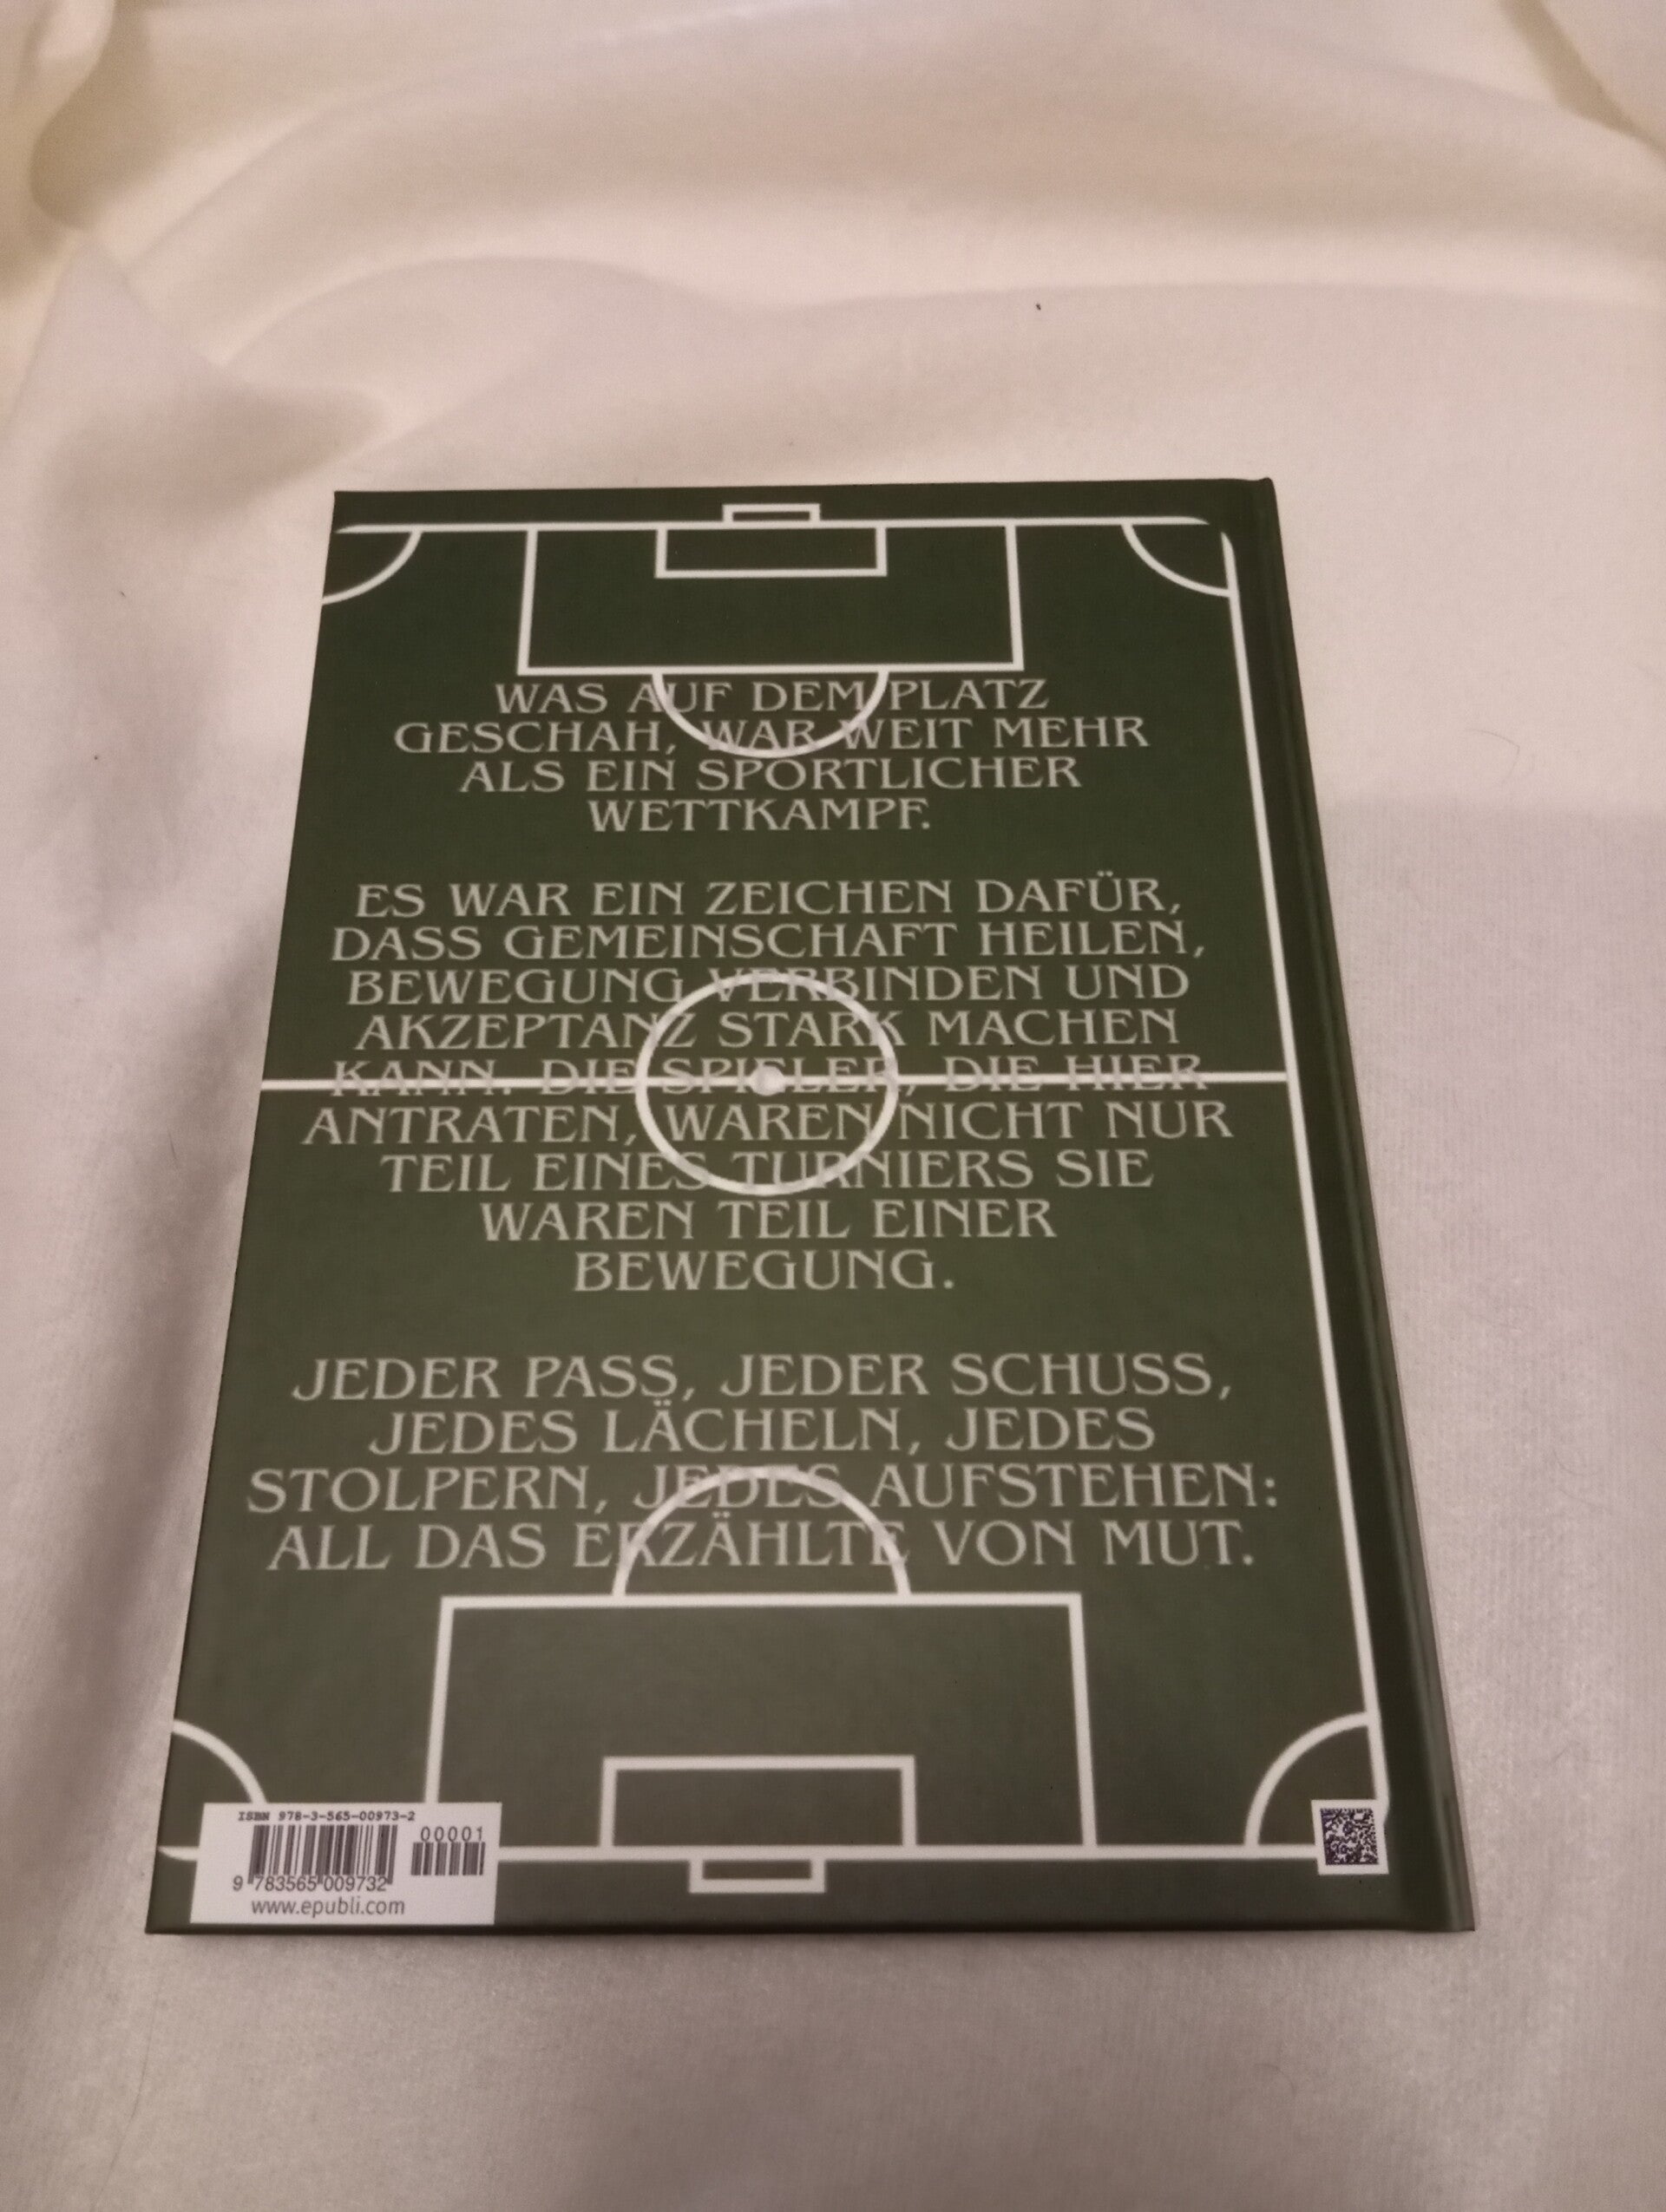 WAS AUF DEM PLATZ
GESCHAH, WAR WEIT MEHR
ALS EIN SPORTLICHER
WETTKAMPF.
ES WAR EIN ZEICHEN DAFÜR,
DASS GEMEINSCHAFT HEILEN,
BEWEGUNG VERBINDEN UND
AKZEPTANZ STARK MACHEN
KANN. DIE SPIELER, DIE HIER
ANTRATEN, WAREN NICHT NUR
TEIL EINES TURNIERS SIE
WAREN TEIL EINER
BEWEGUNG.
JEDER PASS, JEDER SCHUSS,
JEDES LÄCHELN, JEDES
STOLPERN, JEDES AUFSTEHEN:
ALL DAS ERZÄHLTE VON MUT.
ISBN 978-3-565-00973-2
00001
9 783565 009732
www.epubli.com